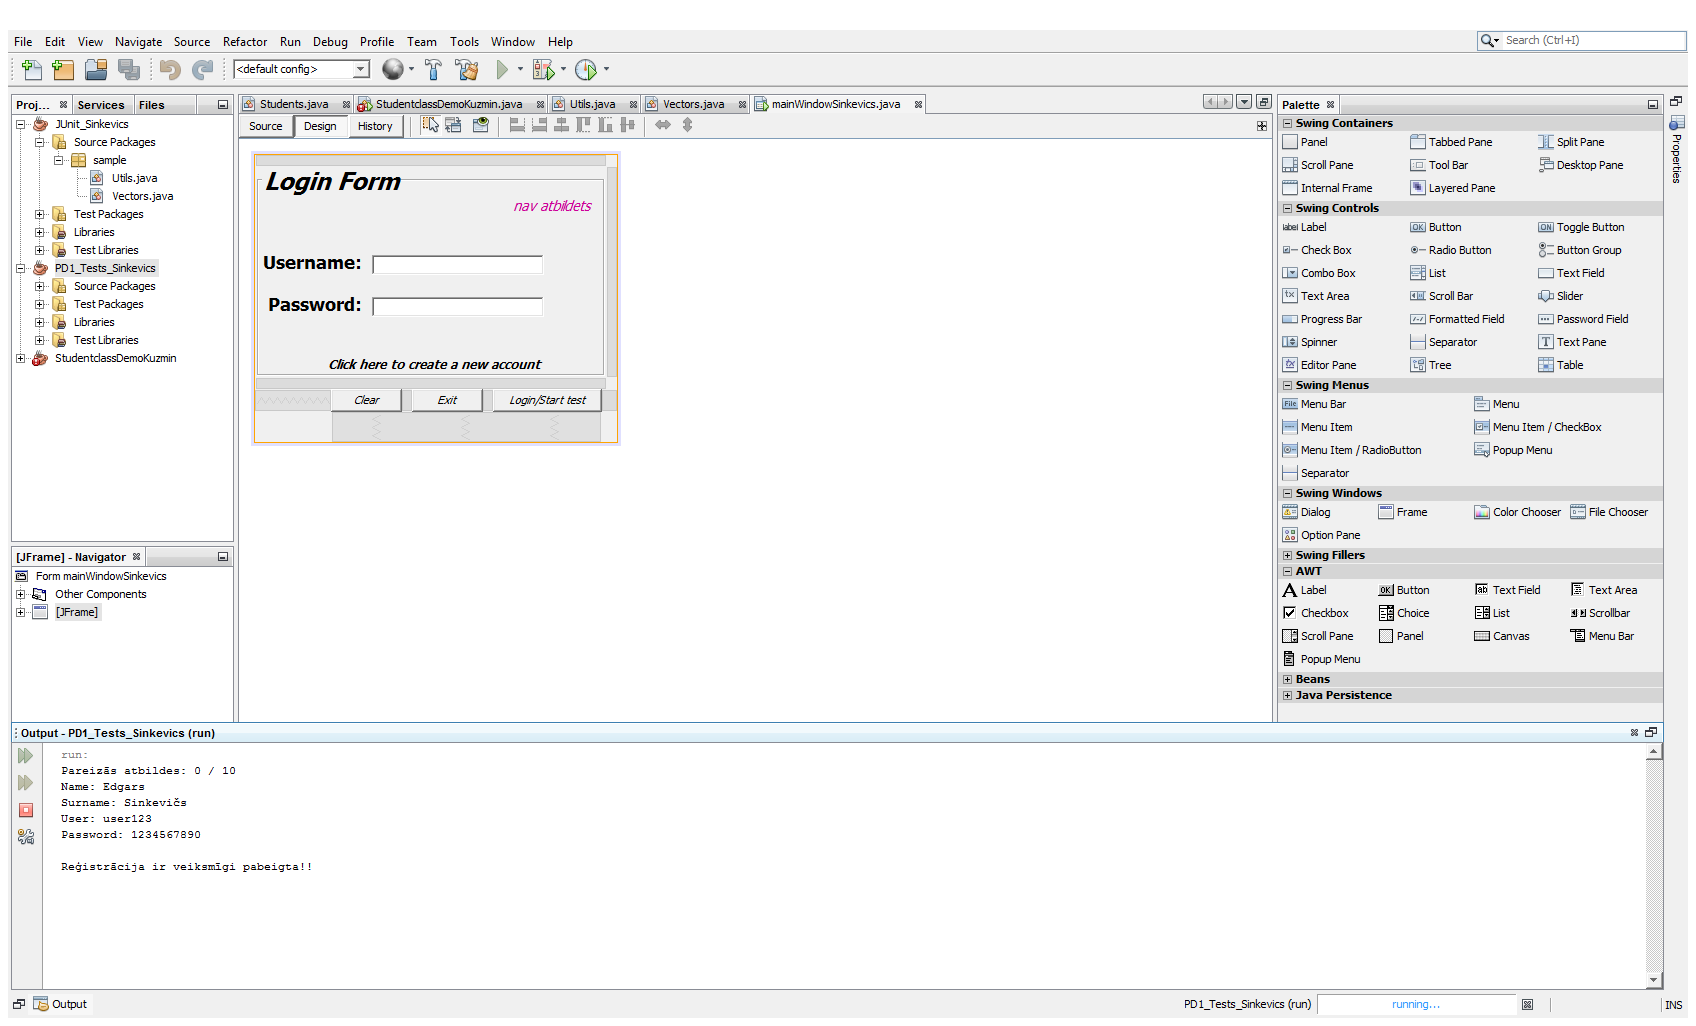 File Edit View Navigate Source Refactor Run Debug Profile Team Tools Window Help
Search (Ctrl+I)
<default config>
Proj... Services Files
JUnit_Sinkevics
Source Packages
sample
Utils.java
Vectors.java
Test Packages
Libraries
Test Libraries
PD1_Tests_Sinkevics
Source Packages
Test Packages
Libraries
Test Libraries
StudentclassDemoKuzmin
[JFrame] - Navigator
Form mainWindowSinkevics
Other Components
[JFrame]
Students.java StudentclassDemoKuzmin.java Utils.java Vectors.java mainWindowSinkevics.java
Source Design History
Login Form
nav atbildets
Username:
Password:
Click here to create a new account
Clear Exit Login/Start test
Palette
Swing Containers
Panel Tabbed Pane Split Pane
Scroll Pane Tool Bar Desktop Pane
Internal Frame Layered Pane
Swing Controls
label Label OK Button ON Toggle Button
Check Box Radio Button Button Group
Combo Box List Text Field
Text Area Scroll Bar Slider
Progress Bar Formatted Field Password Field
Spinner Separator Text Pane
Editor Pane Tree Table
Swing Menus
File Menu Bar Menu
Menu Item Menu Item / CheckBox
Menu Item / RadioButton Popup Menu
Separator
Swing Windows
Dialog Frame Color Chooser File Chooser
Option Pane
Swing Fillers
AWT
Label OK Button Text Field Text Area
Checkbox Choice List Scrollbar
Scroll Pane Panel Canvas Menu Bar
Popup Menu
Beans
Java Persistence
Properties
Output - PD1_Tests_Sinkevics (run)
run:
Pareizās atbildes: 0 / 10
Name: Edgars
Surname: Sinkevičs
User: user123
Password: 1234567890
Reģistrācija ir veiksmīgi pabeigta!!
Output
PD1_Tests_Sinkevics (run) running... INS